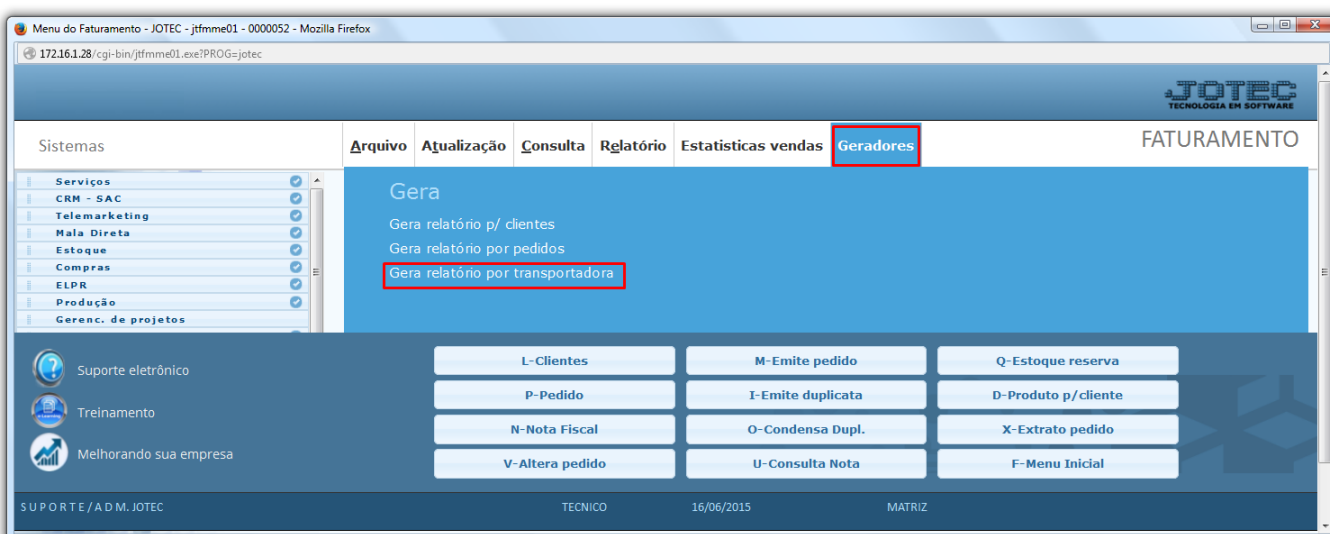 Menu do Faturamento - JOTEC - jtfmme01 - 0000052 - Mozilla Firefox
172.16.1.28/cgi-bin/jtfmme01.exe?PROG=jotec
JOTEC
TECNOLOGIA EM SOFTWARE
Sistemas
Arquivo Atualização Consulta Relatório Estatisticas vendas Geradores
FATURAMENTO
Serviços
CRM - SAC
Telemarketing
Mala Direta
Estoque
Compras
ELPR
Produção
Gerenc. de projetos
Gera
Gera relatório p/ clientes
Gera relatório por pedidos
Gera relatório por transportadora
Suporte eletrônico
Treinamento
Melhorando sua empresa
L-Clientes M-Emite pedido Q-Estoque reserva
P-Pedido I-Emite duplicata D-Produto p/cliente
N-Nota Fiscal O-Condensa Dupl. X-Extrato pedido
V-Altera pedido U-Consulta Nota F-Menu Inicial
SUPORTE/ADM. JOTEC TECNICO 16/06/2015 MATRIZ